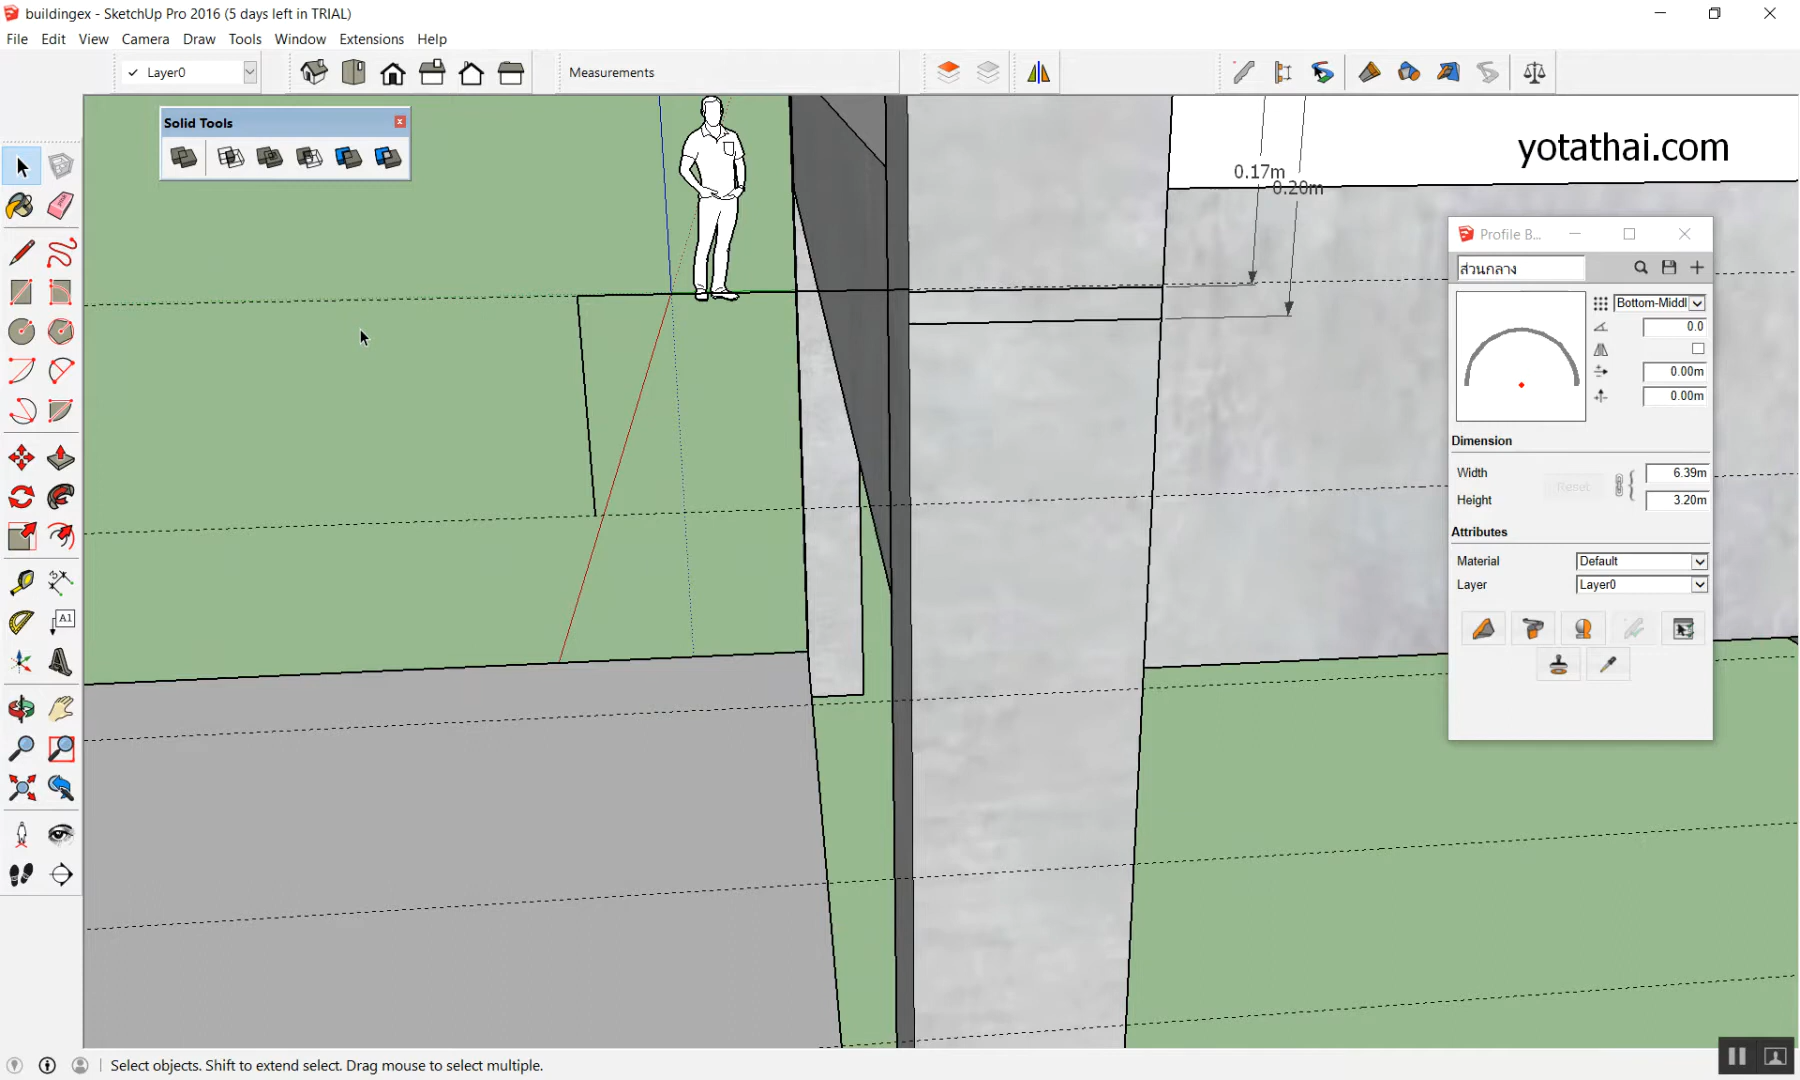 buildingex - SketchUp Pro 2016 (5 days left in TRIAL)
File Edit View Camera Draw Tools Window Extensions Help
Layer0
Measurements
Solid Tools
yotathai.com
0.17m
0.20m
Profile B...
ส่วนกลาง
Bottom-Middl
0.0
0.00m
0.00m
Dimension
Width 6.39m
Reset
Height 3.20m
Attributes
Material Default
Layer Layer0
A1
Select objects. Shift to extend select. Drag mouse to select multiple.